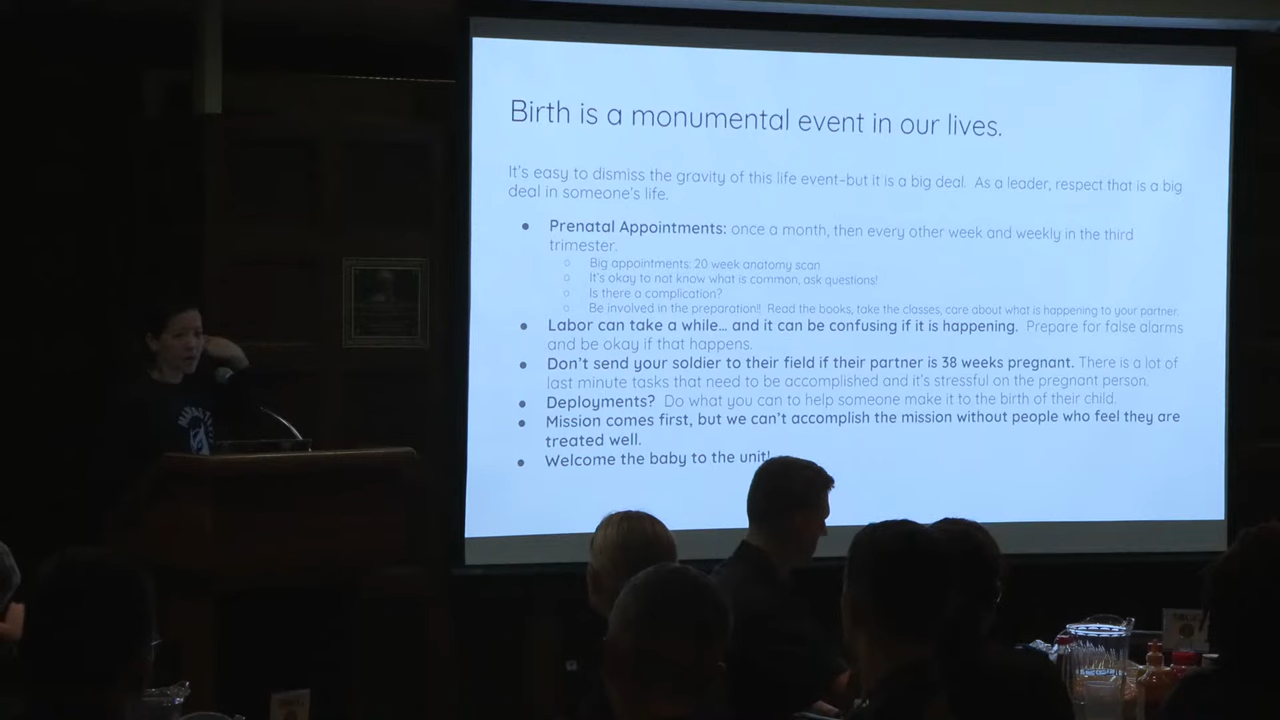 Birth is a monumental event in our lives.
It's easy to dismiss the gravity of this life event–but it is a big deal. As a leader, respect that is a big
deal in someone's life.
● Prenatal Appointments: once a month, then every other week and weekly in the third
trimester.
○ Big appointments: 20 week anatomy scan
○ It's okay to not know what is common, ask questions!
○ Is there a complication?
○ Be involved in the preparation!! Read the books, take the classes, care about what is happening to your partner.
● Labor can take a while... and it can be confusing if it is happening. Prepare for false alarms
and be okay if that happens.
● Don't send your soldier to their field if their partner is 38 weeks pregnant. There is a lot of
last minute tasks that need to be accomplished and it's stressful on the pregnant person.
● Deployments? Do what you can to help someone make it to the birth of their child.
● Mission comes first, but we can't accomplish the mission without people who feel they are
treated well.
● Welcome the baby to the unit!